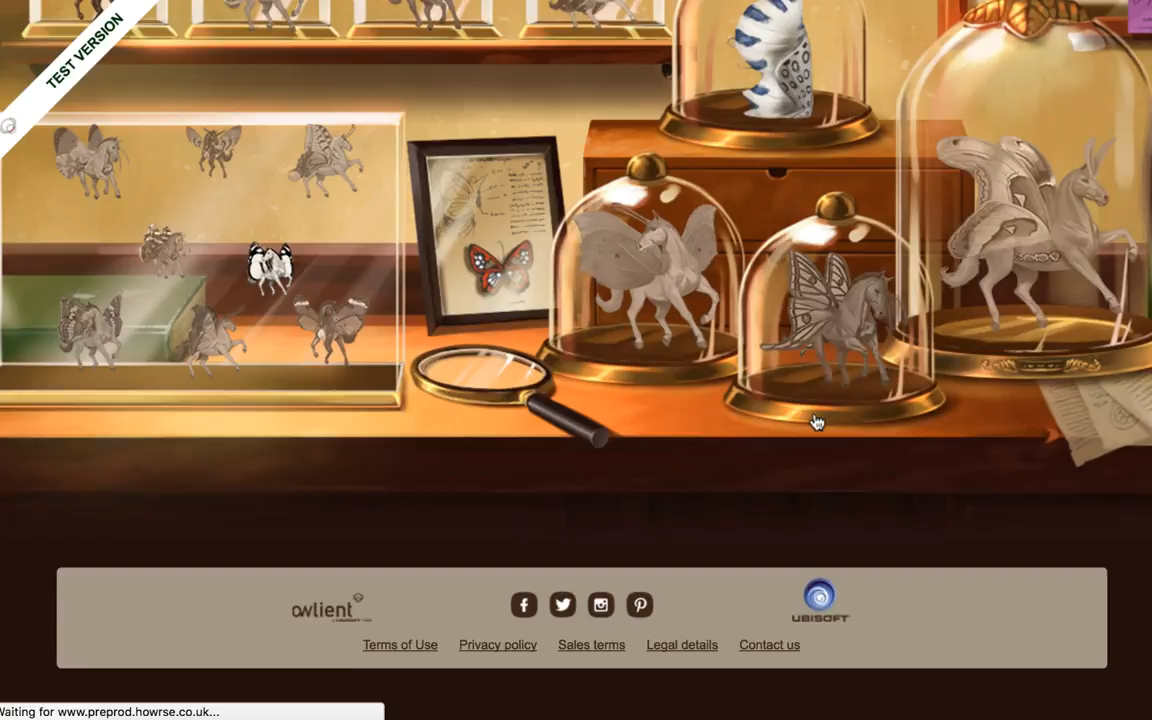 TEST VERSION
owlient
UBISOFT
Terms of Use Privacy policy Sales terms Legal details Contact us
Waiting for www.preprod.howrse.co.uk...